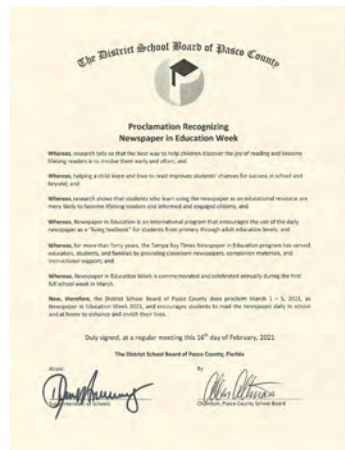 The District School Board of Pasco County
Proclamation Recognizing
Newspaper in Education Week
Whereas, research tells us that the best way to help children discover the joy of reading and become
lifelong readers is to involve them early and often; and
Whereas, helping a child learn and love to read improves students' chances for success in school and
beyond; and
Whereas, research shows that students who learn using the newspaper as an educational resource are
more likely to become lifelong readers and informed and engaged citizens; and
Whereas, Newspaper in Education is an international program that encourages the use of the daily
newspaper as a "living textbook" for students from primary through adult education levels; and
Whereas, for more than forty years, the Tampa Bay Times Newspaper in Education program has served
educators, students, and families by providing classroom newspapers, companion materials, and
instructional support; and
Whereas, Newspaper in Education Week is commemorated and celebrated annually during the first
full school week in March.
Now, therefore, the District School Board of Pasco County does proclaim March 1 – 5, 2021, as
Newspaper in Education Week 2021, and encourages students to read the newspaper daily in school
and at home to enhance and enrich their lives.
Duly signed, at a regular meeting this 16th day of February, 2021
The District School Board of Pasco County, Florida
Attest: By:
of Schools Chairman, Pasco County School Board